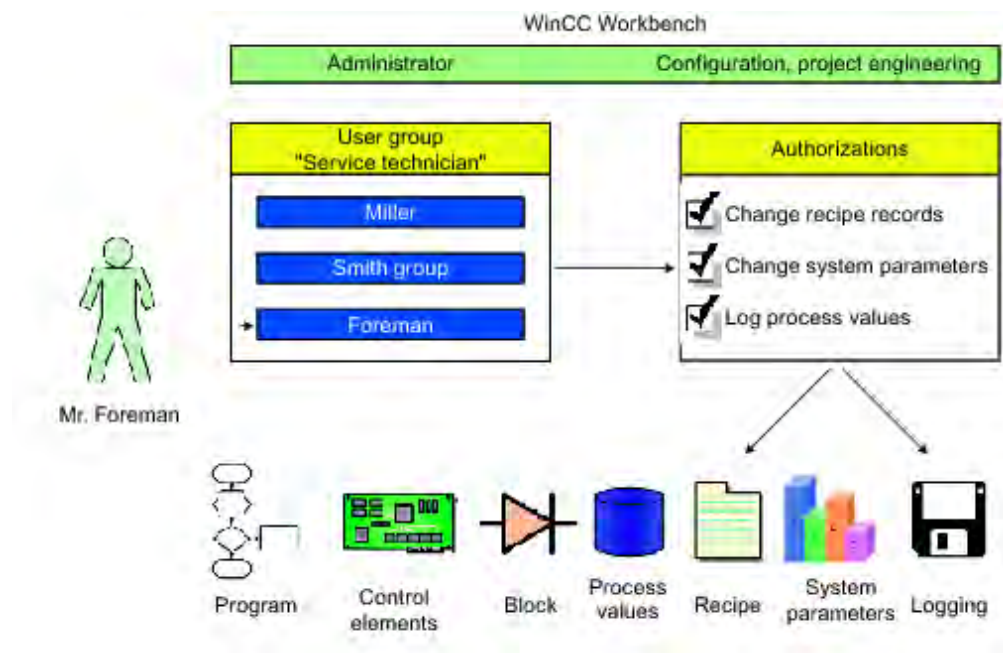 WinCC Workbench
Administrator
Configuration, project engineering
User group
"Service technician"
Miller
Smith group
Foreman
Authorizations
Change recipe records
Change system parameters
Log process values
Mr. Foreman
Program
Control
elements
Block
Process
values
Recipe
System
parameters
Logging